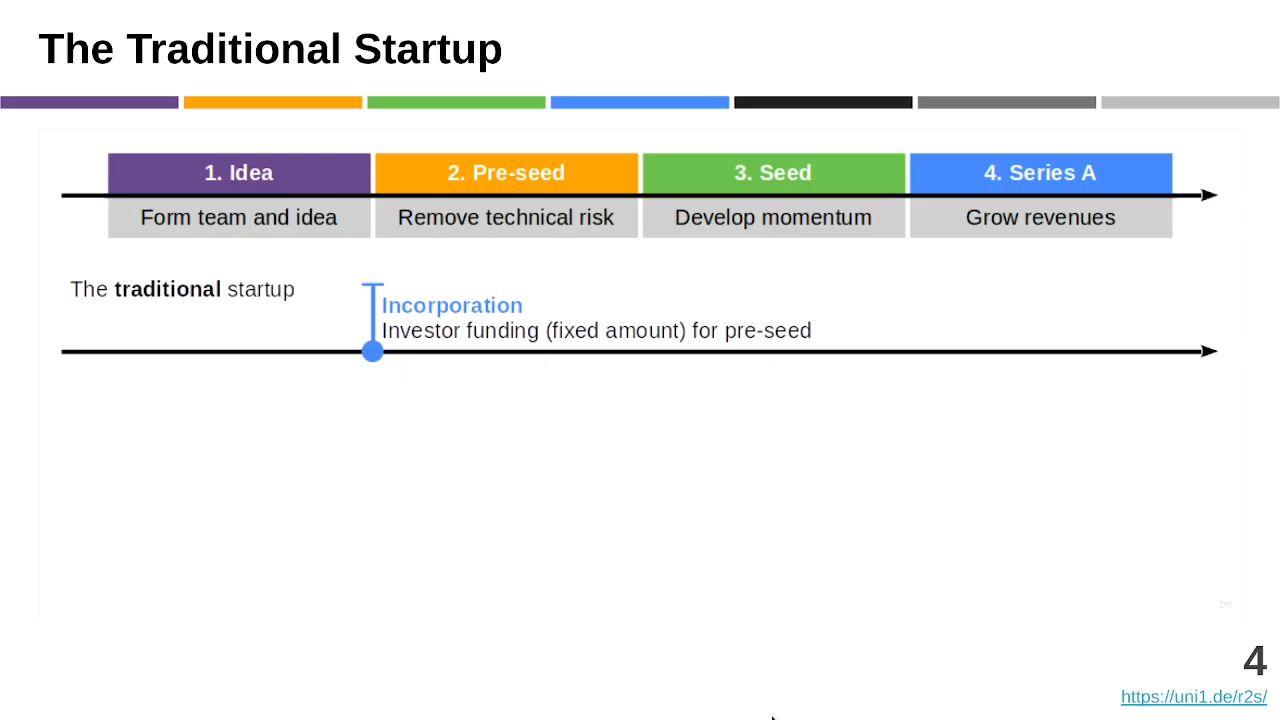 The Traditional Startup
1. Idea
2. Pre-seed
3. Seed
4. Series A
Form team and idea
Remove technical risk
Develop momentum
Grow revenues
The traditional startup
Incorporation
Investor funding (fixed amount) for pre-seed
DR
4
https://uni1.de/r2s/